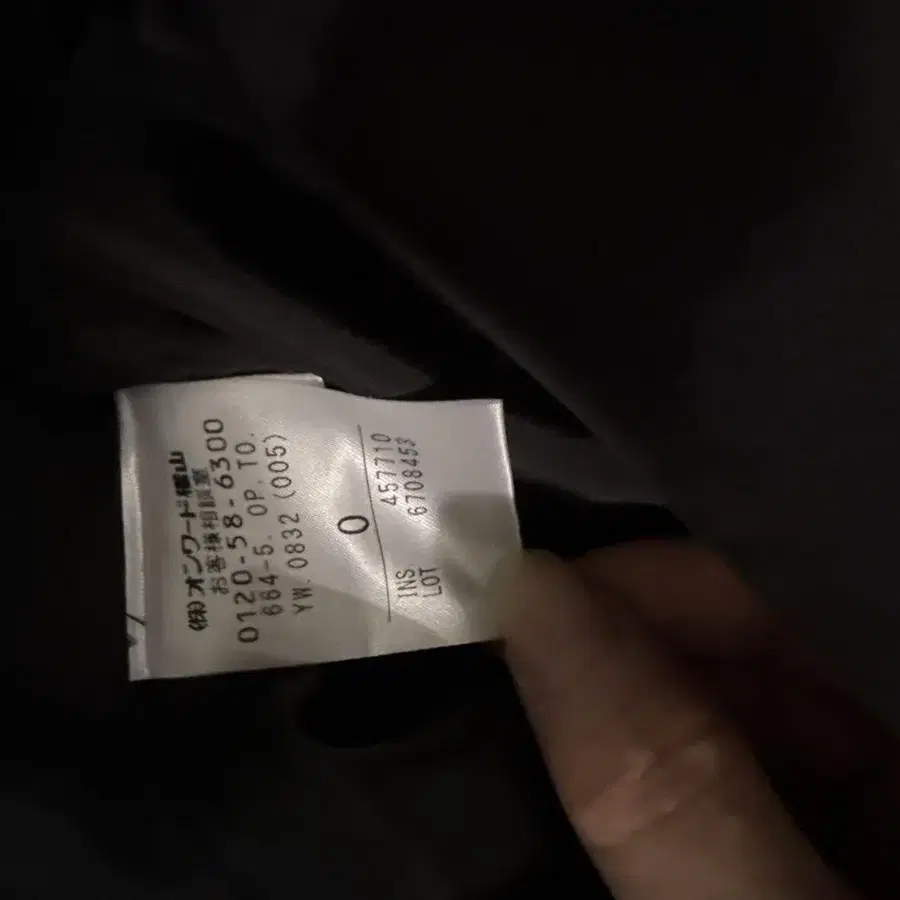 (株)オンワード樫山
お客様相談室
0120-58-6300
664-5. OP. TO.
YW. 0832 (005)
0
INS. 457710
LOT 6708453